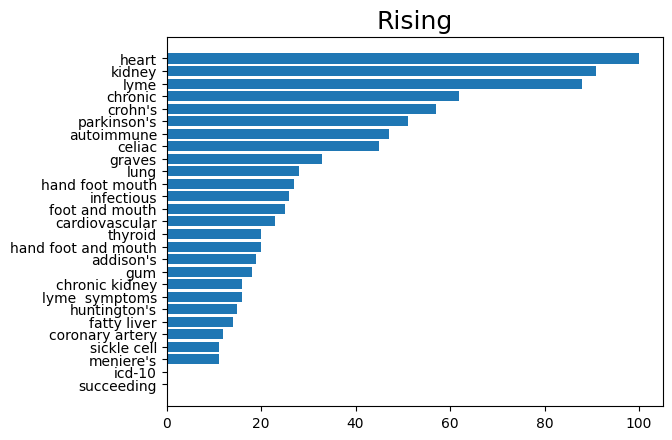 Rising
heart
kidney
lyme
chronic
crohn's
parkinson's
autoimmune
celiac
graves
lung
hand foot mouth
infectious
foot and mouth
cardiovascular
thyroid
hand foot and mouth
addison's
gum
chronic kidney
lyme  symptoms
huntington's
fatty liver
coronary artery
sickle cell
meniere's
icd-10
succeeding
0 20 40 60 80 100